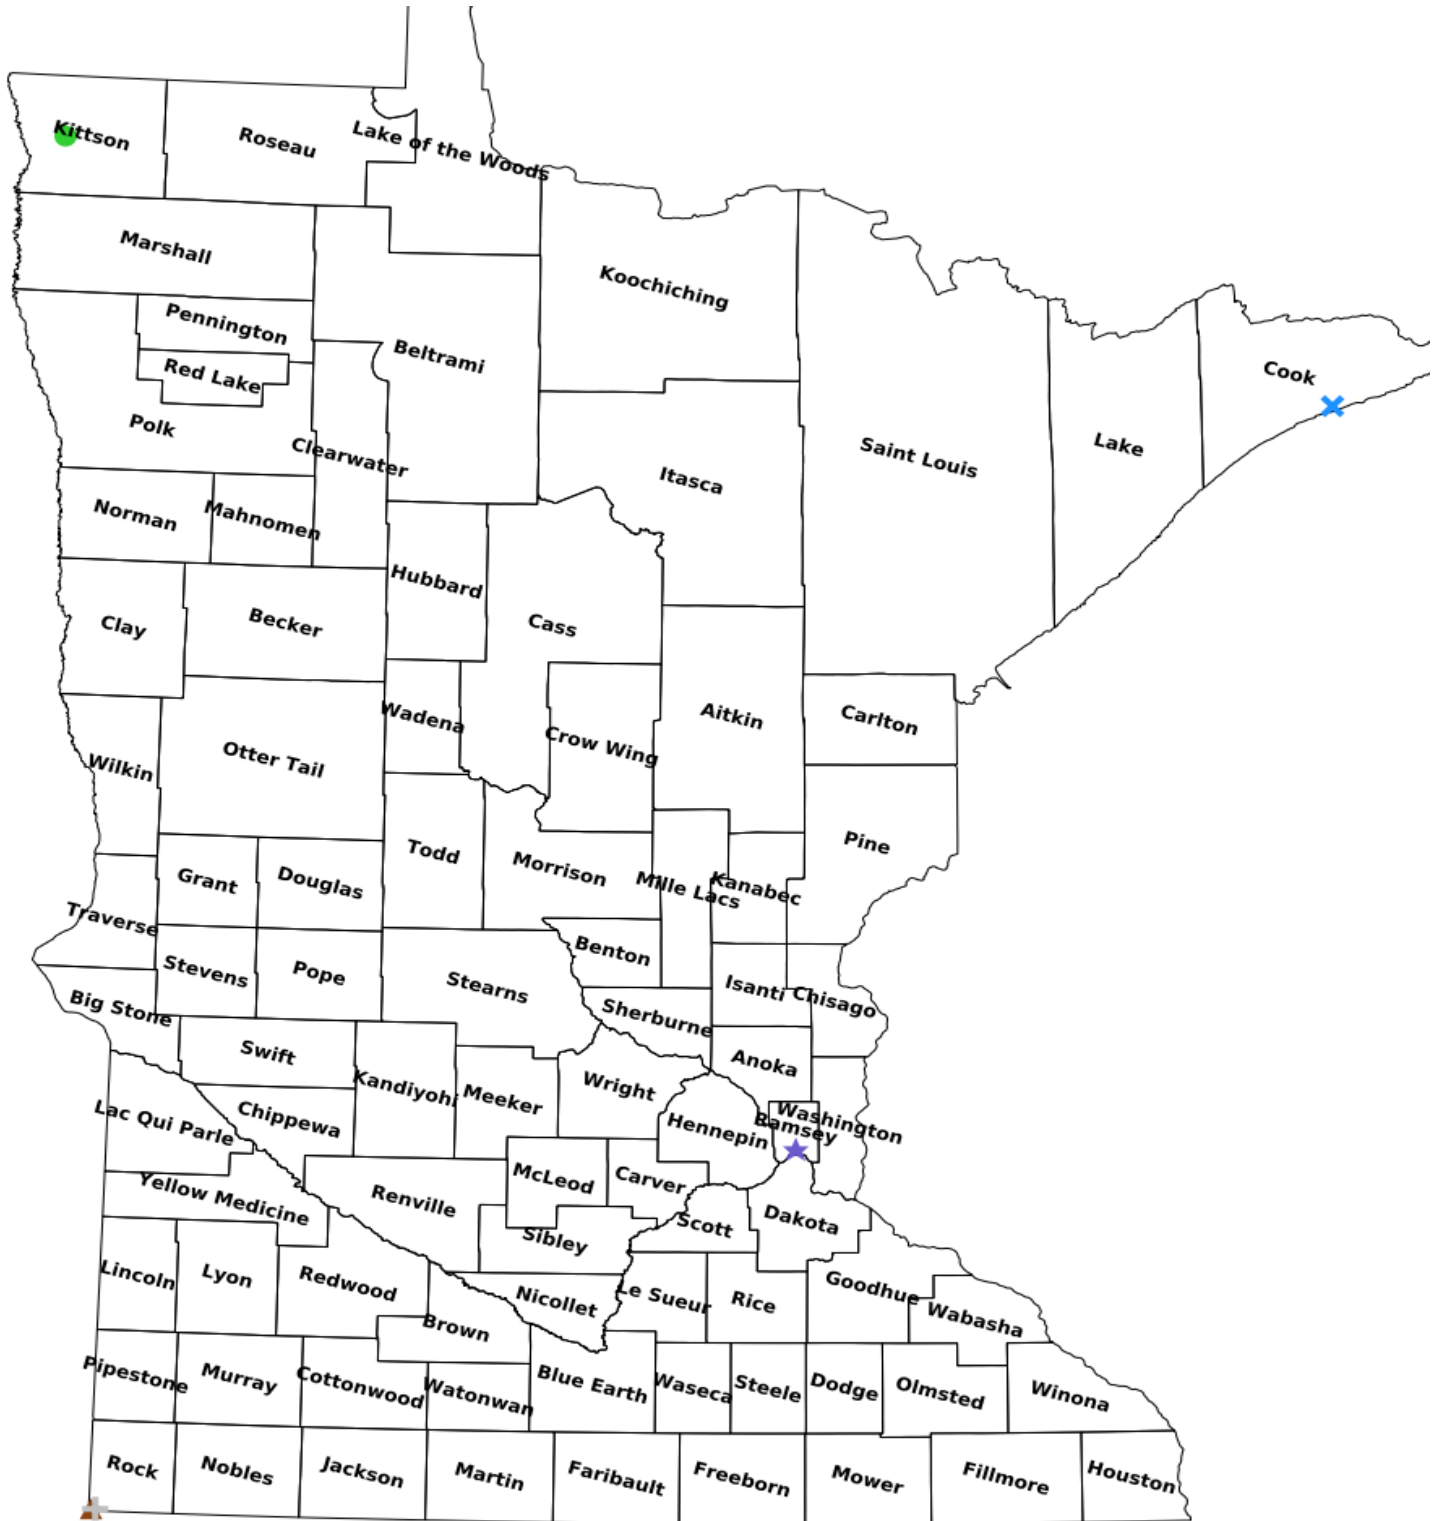 Kittson
Roseau
Lake of the Woods
Marshall
Koochiching
Pennington
Beltrami
Red Lake
Cook
Polk
Clearwater
Saint Louis
Lake
Itasca
Norman
Mahnomen
Hubbard
Clay
Becker
Cass
Wadena
Aitkin
Carlton
Otter Tail
Crow Wing
Wilkin
Pine
Todd
Grant
Douglas
Morrison
Mille Lacs
Kanabec
Traverse
Benton
Stevens
Pope
Stearns
Isanti
Chisago
Big Stone
Sherburne
Swift
Anoka
Kandiyohi
Meeker
Wright
Lac Qui Parle
Chippewa
Hennepin
Ramsey
Washington
Yellow Medicine
Renville
McLeod
Carver
Scott
Dakota
Sibley
Lincoln
Lyon
Redwood
Nicollet
Le Sueur
Rice
Goodhue
Wabasha
Brown
Pipestone
Murray
Cottonwood
Watonwan
Blue Earth
Waseca
Steele
Dodge
Olmsted
Winona
Rock
Nobles
Jackson
Martin
Faribault
Freeborn
Mower
Fillmore
Houston